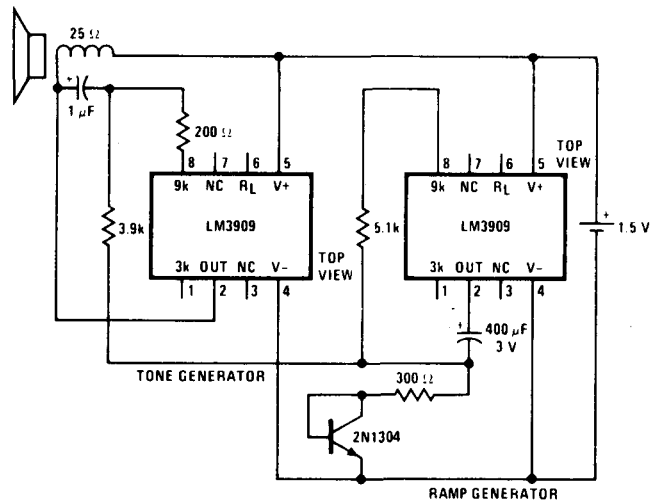 25 Ω
+
1 μF
200 Ω
8 7 6 5
9k NC RL V+
LM3909
3k OUT NC V−
1 2 3 4
TOP
VIEW
3.9k
5.1k
8 7 6 5
9k NC RL V+
LM3909
3k OUT NC V−
1 2 3 4
TOP
VIEW
+
1.5 V
+
400 μF
3 V
TONE GENERATOR
300 Ω
2N1304
RAMP GENERATOR